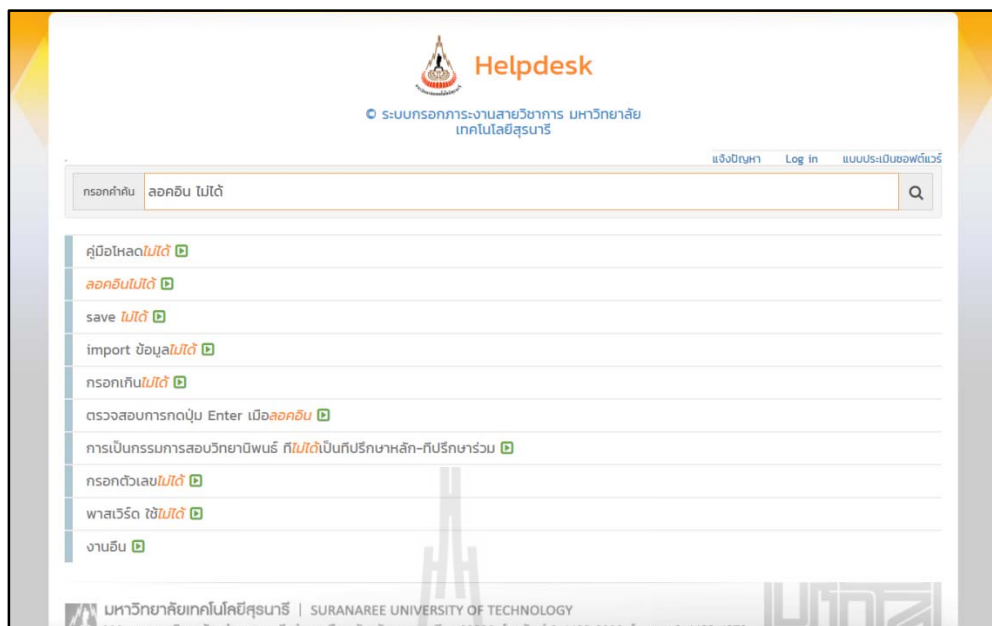 Helpdesk
© ระบบกรอกภาระงานสายวิชาการ มหาวิทยาลัย
เทคโนโลยีสุรนารี
แจ้งปัญหา Log in แบบประเมินซอฟต์แวร์
กรอกคำค้น ลอคอิน ไม่ได้
คู่มือโหลดไม่ได้
ลอคอินไม่ได้
save ไม่ได้
import ข้อมูลไม่ได้
กรอกเกินไม่ได้
ตรวจสอบการกดปุ่ม Enter เมื่อลอคอิน
การเป็นกรรมการสอบวิทยานิพนธ์ ที่ไม่ได้เป็นที่ปรึกษาหลัก-ที่ปรึกษาร่วม
กรอกตัวเลขไม่ได้
พาสเวิร์ด ใช้ไม่ได้
งานอื่น
มหาวิทยาลัยเทคโนโลยีสุรนารี | SURANAREE UNIVERSITY OF TECHNOLOGY